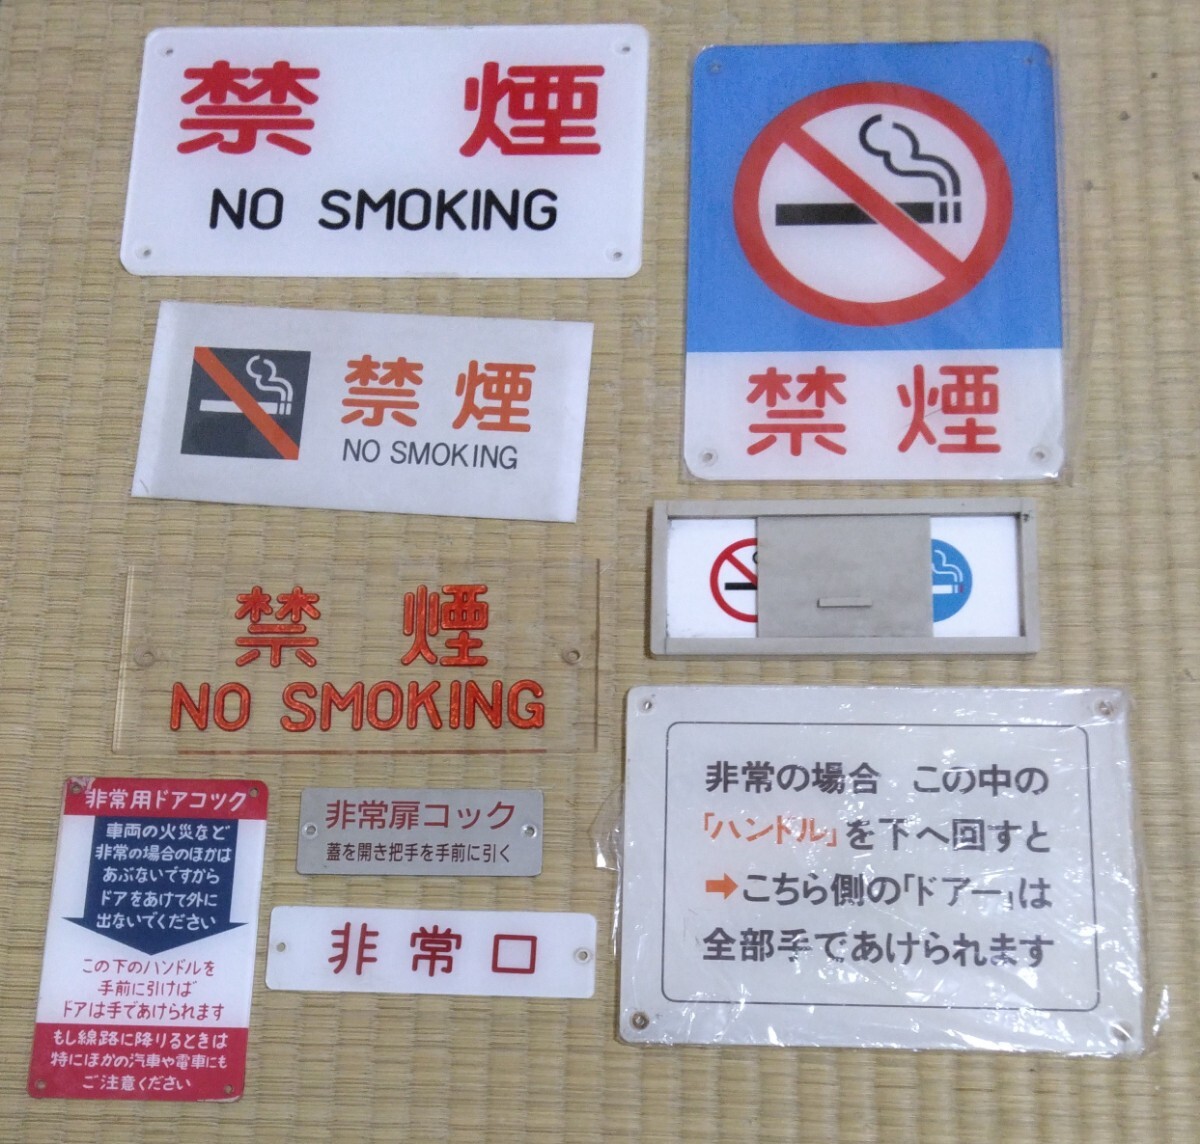 禁煙
NO SMOKING
禁煙
禁煙
NO SMOKING
禁煙
NO SMOKING
非常の場合 この中の
「ハンドル」を下へ回すと
➡こちら側の「ドアー」は
全部手であけられます
非常用ドアコック
車両の火災など
非常の場合のほかは
あぶないですから
ドアをあけて外に
出ないでください
この下のハンドルを
手前に引けば
ドアは手であけられます
もし線路に降りるときは
特にほかの汽車や電車にも
ご注意ください
非常扉コック
蓋を開き把手を手前に引く
非常口